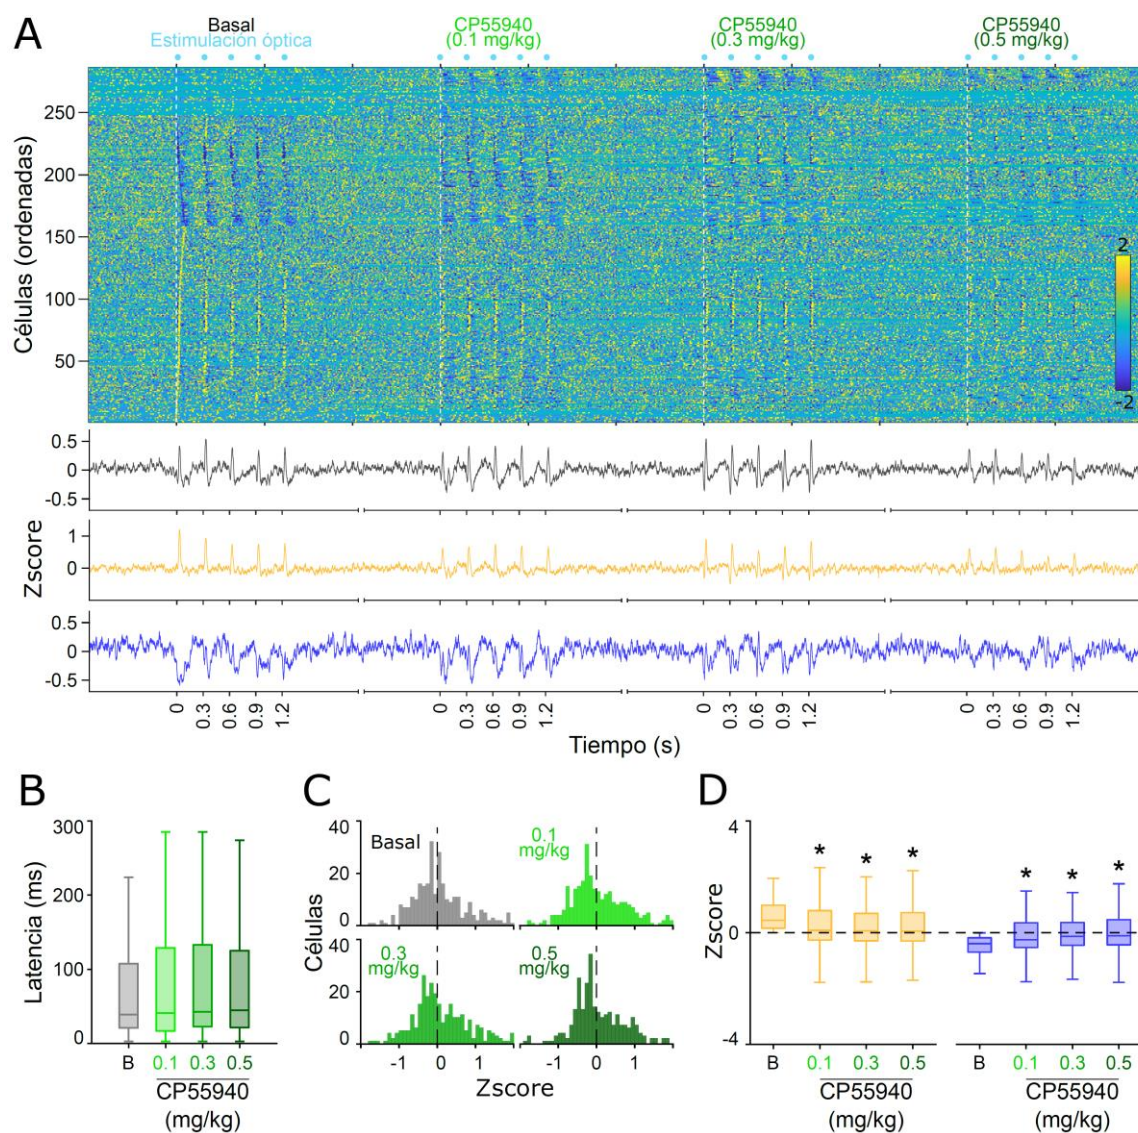 A
Basal
Estimulación óptica
CP55940
(0.1 mg/kg)
CP55940
(0.3 mg/kg)
CP55940
(0.5 mg/kg)
Células (ordenadas)
250
200
150
100
50
2
-2
Zscore
0.5
0
-0.5
1
0
0.5
0
-0.5
0 0.3 0.6 0.9 1.2 0 0.3 0.6 0.9 1.2 0 0.3 0.6 0.9 1.2 0 0.3 0.6 0.9 1.2
Tiempo (s)
B
Latencia (ms)
300
200
100
0
B 0.1 0.3 0.5
CP55940
(mg/kg)
C
Células
40
20
0
40
20
0
Basal
0.1
mg/kg
0.3
mg/kg
0.5
mg/kg
-1 0 1 -1 0 1
Zscore
D
Zscore
4
0
-4
* * * * * *
B 0.1 0.3 0.5 B 0.1 0.3 0.5
CP55940 CP55940
(mg/kg) (mg/kg)